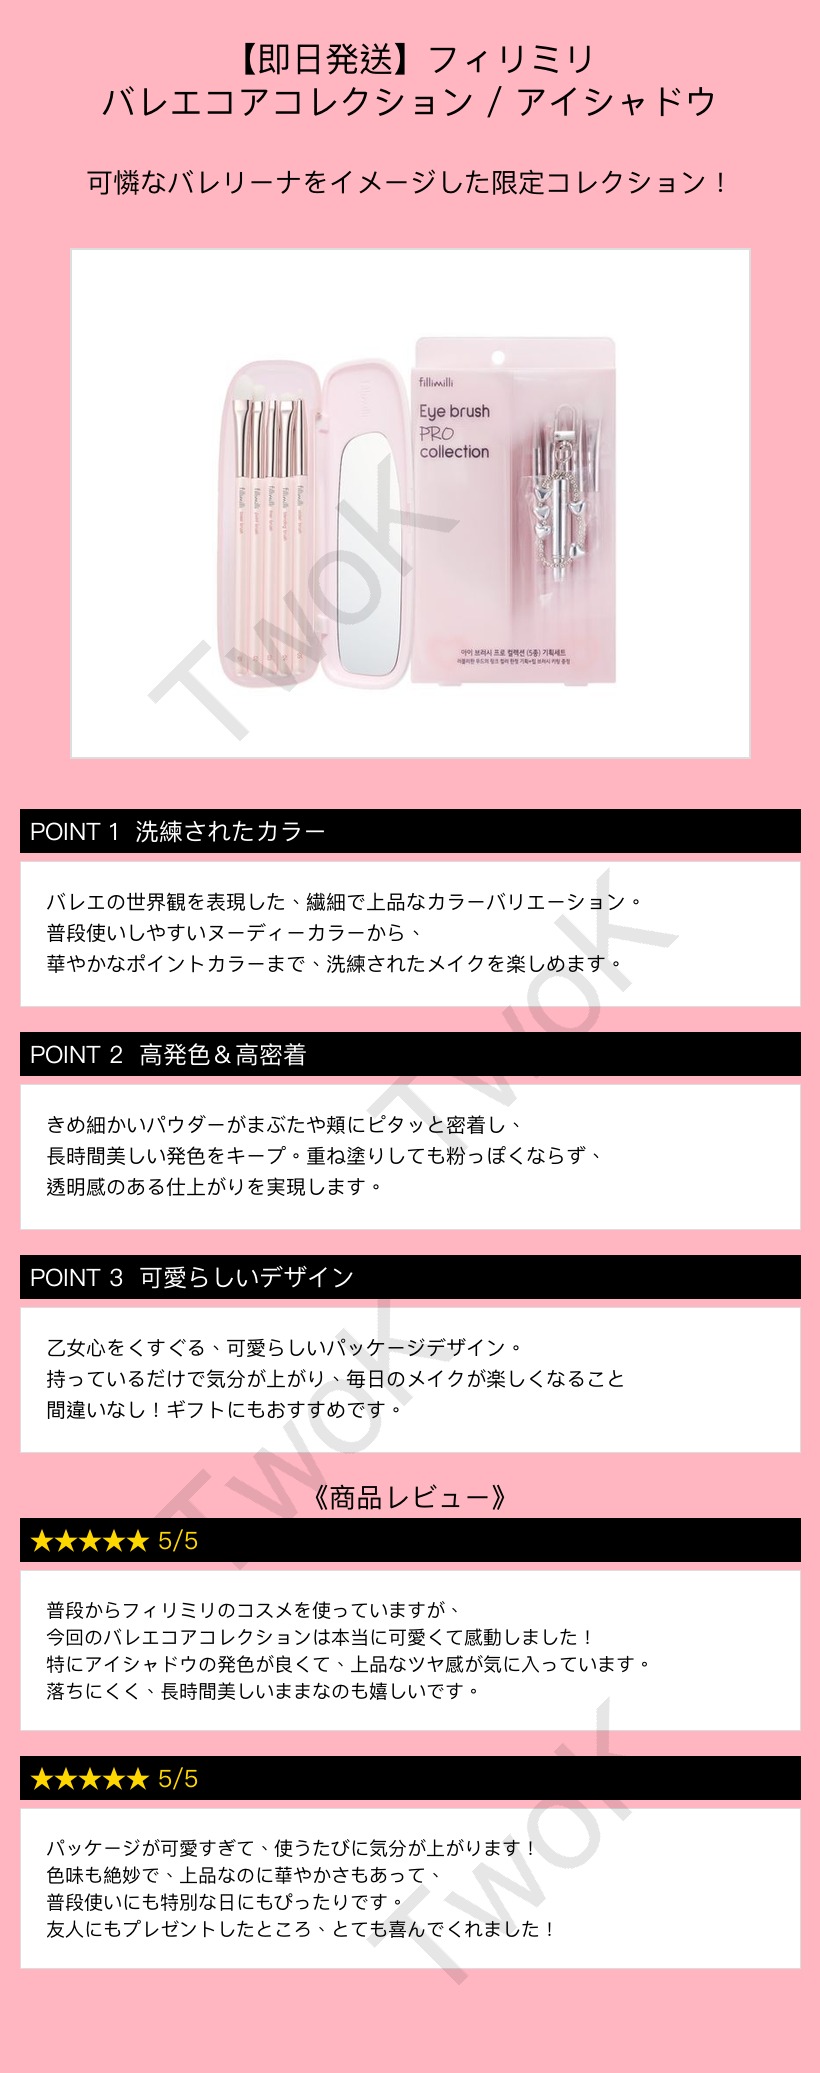 【即日発送】フィリミリ
バレエコアコレクション / アイシャドウ
可憐なバレリーナをイメージした限定コレクション！
fillimilli
fillimilli
Eye brush
PRO
collection
fillimilli
fillimilli
fillimilli
fillimilli
fillimilli
아이 브러시 프로 컬렉션 (5종) 기획세트
TwoK
POINT 1 洗練されたカラー
バレエの世界観を表現した、繊細で上品なカラーバリエーション。
普段使いしやすいヌーディーカラーから、
華やかなポイントカラーまで、洗練されたメイクを楽しめます。
TwoK
POINT 2 高発色＆高密着
きめ細かいパウダーがまぶたや頬にピタッと密着し、
長時間美しい発色をキープ。重ね塗りしても粉っぽくならず、
透明感のある仕上がりを実現します。
POINT 3 可愛らしいデザイン
乙女心をくすぐる、可愛らしいパッケージデザイン。
持っているだけで気分が上がり、毎日のメイクが楽しくなること
間違いなし！ギフトにもおすすめです。
TwoK
《商品レビュー》
★★★★★ 5/5
普段からフィリミリのコスメを使っていますが、
今回のバレエコアコレクションは本当に可愛くて感動しました！
特にアイシャドウの発色が良くて、上品なツヤ感が気に入っています。
落ちにくく、長時間美しいままなのも嬉しいです。
★★★★★ 5/5
パッケージが可愛すぎて、使うたびに気分が上がります！
色味も絶妙で、上品なのに華やかさもあって、
普段使いにも特別な日にもぴったりです。
友人にもプレゼントしたところ、とても喜んでくれました！
TwoK